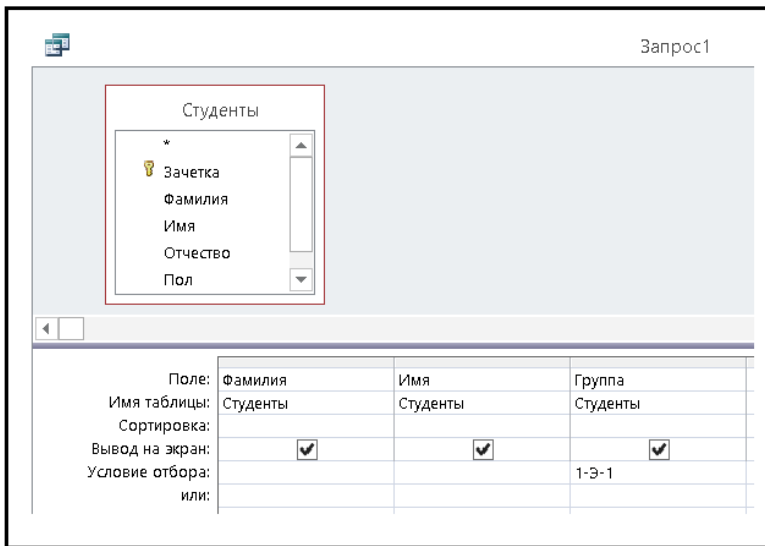 Запрос1
Студенты
*
Зачетка
Фамилия
Имя
Отчество
Пол
Поле: Фамилия Имя Группа
Имя таблицы: Студенты Студенты Студенты
Сортировка:
Вывод на экран:
Условие отбора: 1-Э-1
или: